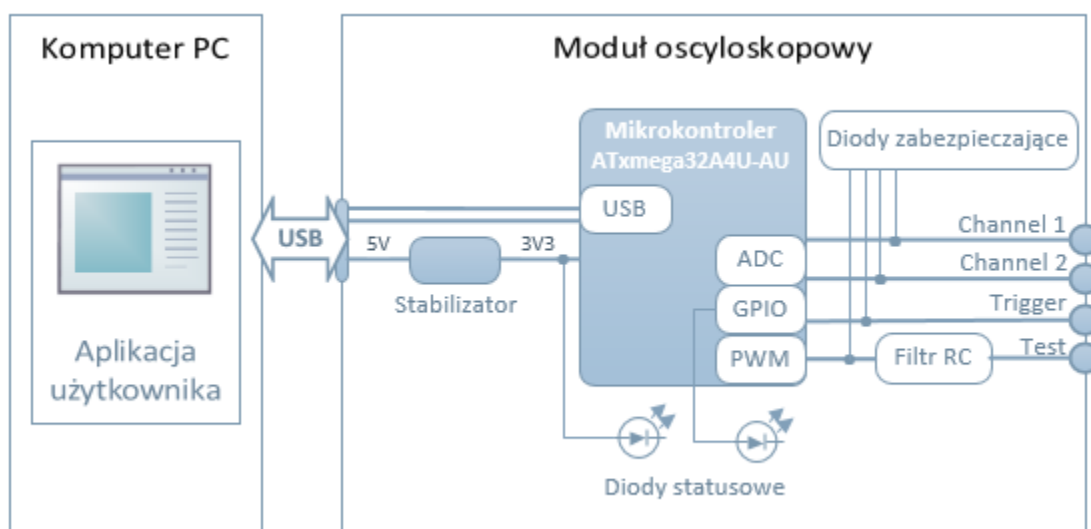 Komputer PC
Aplikacja
użytkownika
USB
Moduł oscyloskopowy
Mikrokontroler
ATxmega32A4U-AU
USB
5V
3V3
Stabilizator
ADC
GPIO
PWM
Diody zabezpieczające
Channel 1
Channel 2
Trigger
Test
Filtr RC
Diody statusowe